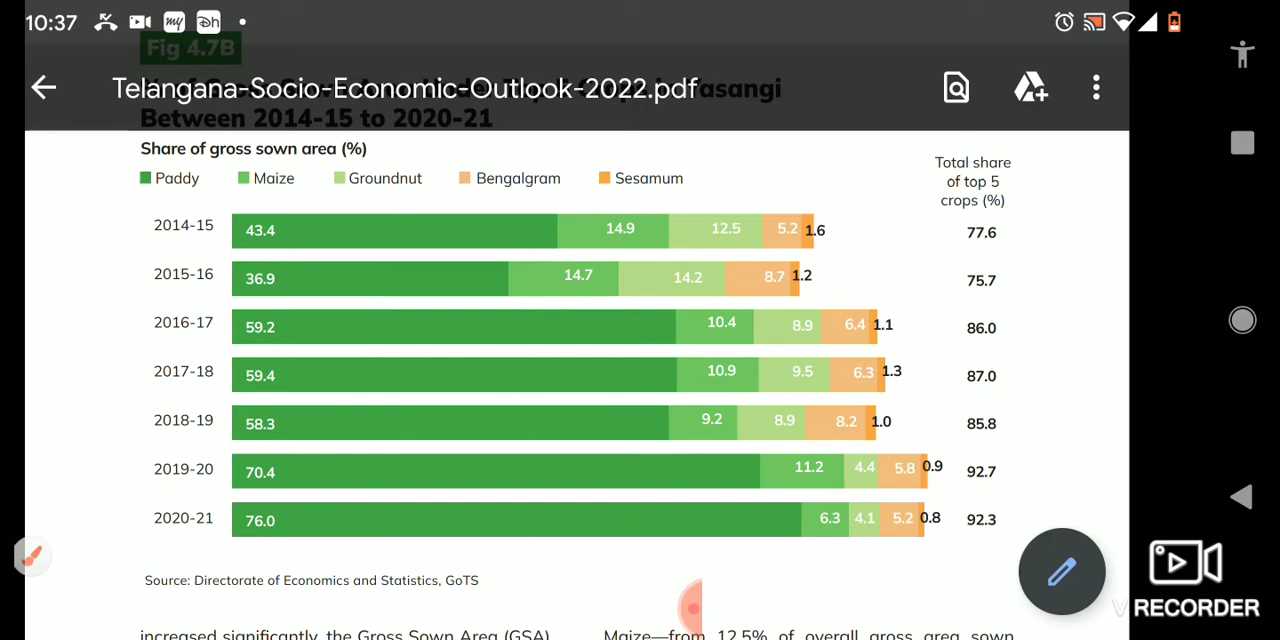 10:37
my
Dh
Fig 4.7B
Telangana-Socio-Economic-Outlook-2022.pdf
Yasangi
Between 2014-15 to 2020-21
Share of gross sown area (%)
Paddy Maize Groundnut Bengalgram Sesamum
Total share
of top 5
crops (%)
2014-15 43.4 14.9 12.5 5.2 1.6 77.6
2015-16 36.9 14.7 14.2 8.7 1.2 75.7
2016-17 59.2 10.4 8.9 6.4 1.1 86.0
2017-18 59.4 10.9 9.5 6.3 1.3 87.0
2018-19 58.3 9.2 8.9 8.2 1.0 85.8
2019-20 70.4 11.2 4.4 5.8 0.9 92.7
2020-21 76.0 6.3 4.1 5.2 0.8 92.3
Source: Directorate of Economics and Statistics, GoTS
V RECORDER
increased significantly, the Gross Sown Area (GSA)
Maize—from 12.5% of overall gross area sown